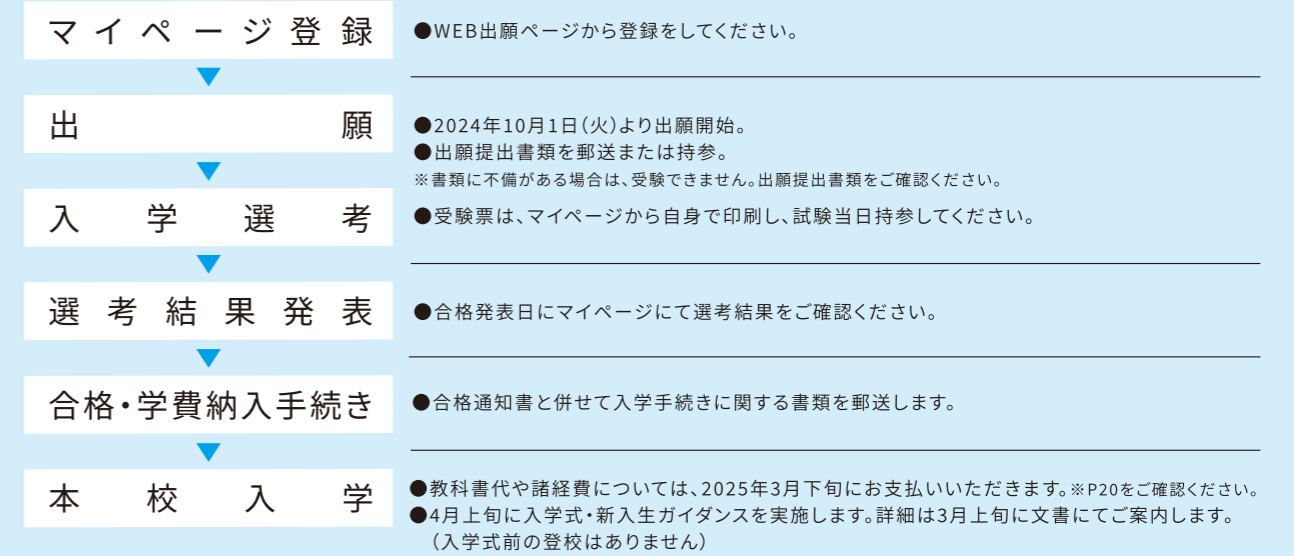 マイページ登録
●WEB出願ページから登録をしてください。
出願
●2024年10月1日(火)より出願開始。
●出願提出書類を郵送または持参。
※書類に不備がある場合は、受験できません。出願提出書類をご確認ください。
入学選考
●受験票は、マイページから自身で印刷し、試験当日持参してください。
選考結果発表
●合格発表日にマイページにて選考結果をご確認ください。
合格・学費納入手続き
●合格通知書と併せて入学手続きに関する書類を郵送します。
本校入学
●教科書代や諸経費については、2025年3月下旬にお支払いいただきます。※P20をご確認ください。
●4月上旬に入学式・新入生ガイダンスを実施します。詳細は3月上旬に文書にてご案内します。
(入学式前の登校はありません)